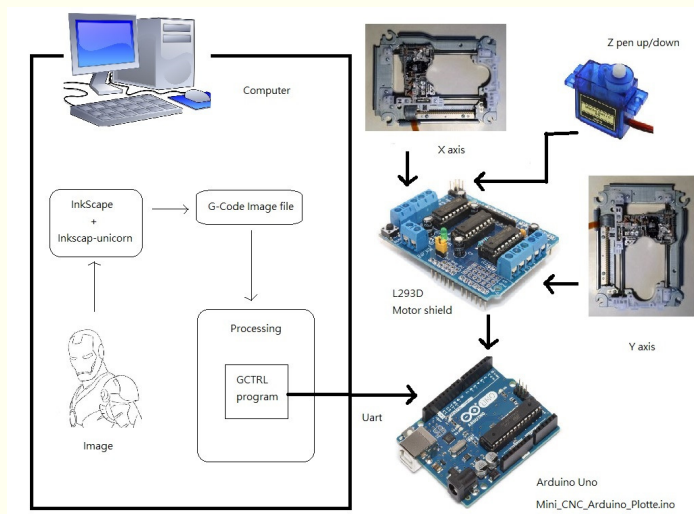 Computer
InkScape
+
Inkscap-unicorn
G-Code Image file
Processing
GCTRL
program
Image
Uart
X axis
Z pen up/down
L293D
Motor shield
Y axis
Arduino Uno
Mini_CNC_Arduino_Plotte.ino